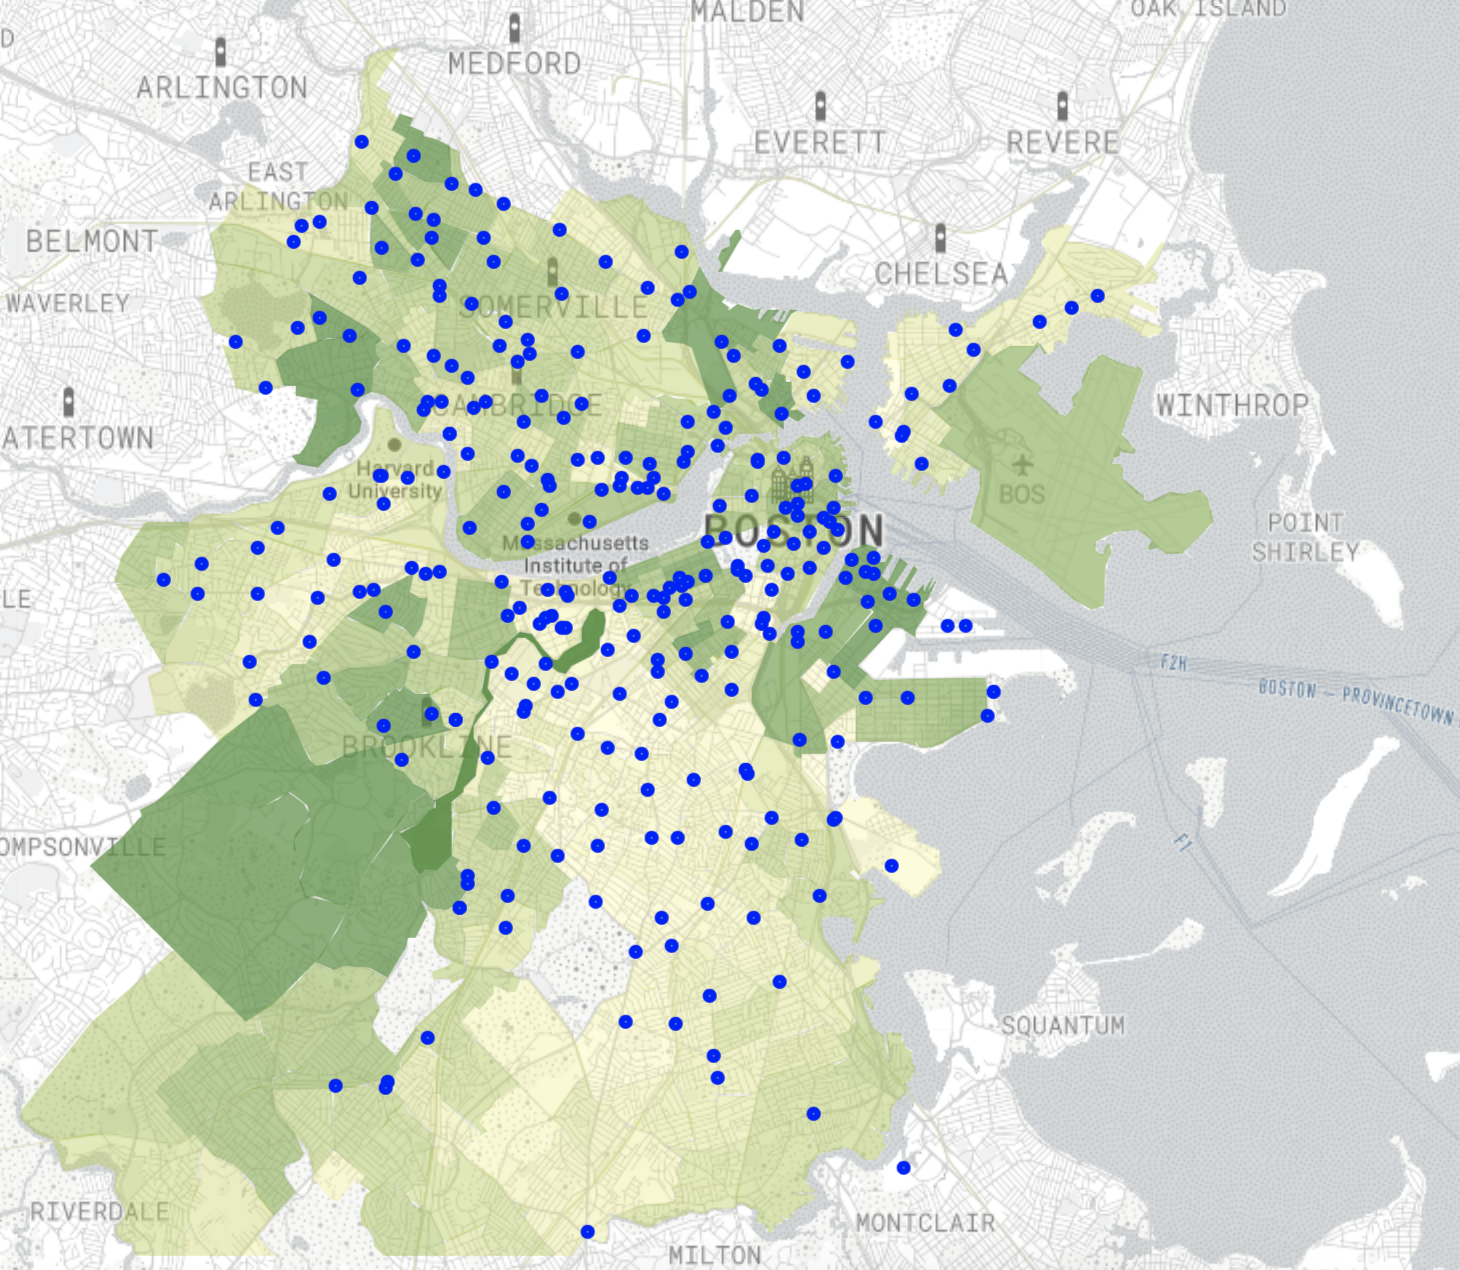 MALDEN
OAK ISLAND
D
MEDFORD
ARLINGTON
EVERETT
REVERE
EAST
ARLINGTON
BELMONT
CHELSEA
WAVERLEY
SOMERVILLE
WINTHROP
CAMBRIDGE
ATERTOWN
Harvard
University
BOS
BOSTON
POINT
SHIRLEY
Massachusetts
Institute of
Technology
LE
F2H
BOSTON – PROVINCETOWN
BROOKLINE
OMPSONVILLE
F1
SQUANTUM
RIVERDALE
MONTCLAIR
MILTON